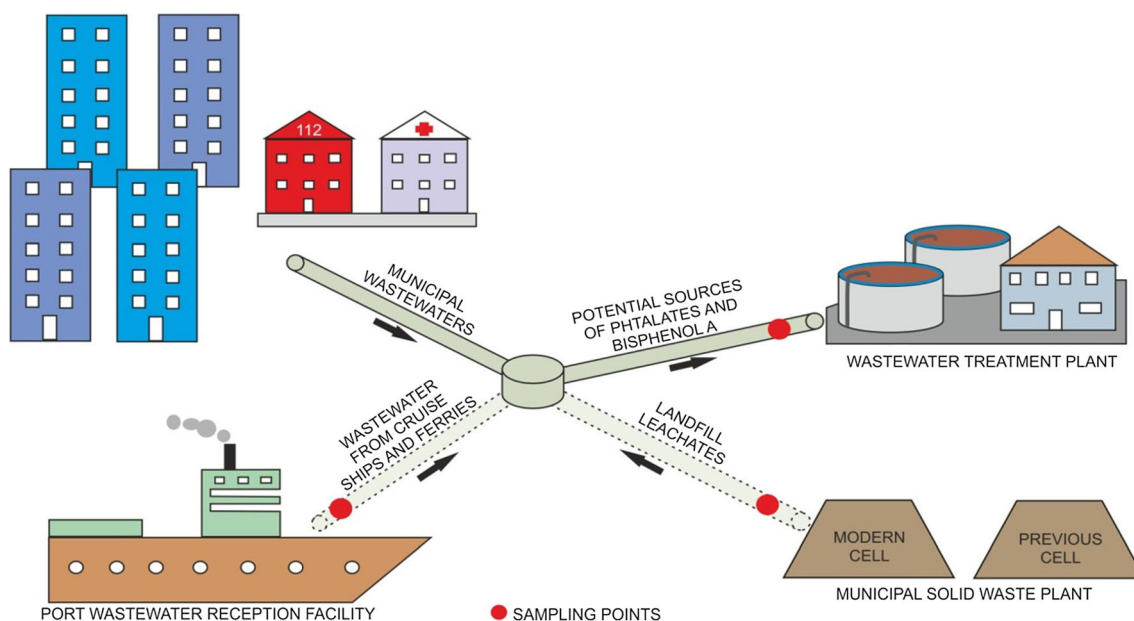 112
MUNICIPAL
WASTEWATERS
POTENTIAL SOURCES
OF PHTALATES AND
BISPHENOL A
WASTEWATER TREATMENT PLANT
WASTEWATER
FROM CRUISE
SHIPS AND FERRIES
LANDFILL
LEACHATES
MODERN
CELL
PREVIOUS
CELL
PORT WASTEWATER RECEPTION FACILITY
SAMPLING POINTS
MUNICIPAL SOLID WASTE PLANT